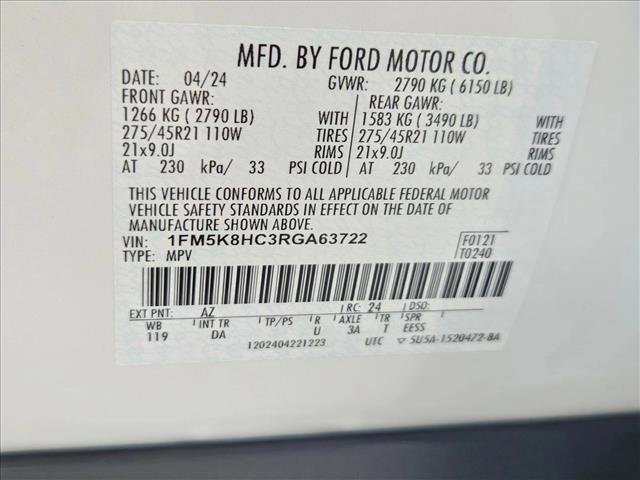 MFD. BY FORD MOTOR CO.
DATE: 04/24 GVWR: 2790 KG ( 6150 LB)
FRONT GAWR: REAR GAWR:
1266 KG ( 2790 LB) WITH 1583 KG ( 3490 LB) WITH
275/45R21 110W TIRES 275/45R21 110W TIRES
21x9.0J RIMS 21x9.0J RIMS
AT 230 kPa/ 33 PSI COLD AT 230 kPa/ 33 PSI COLD
THIS VEHICLE CONFORMS TO ALL APPLICABLE FEDERAL MOTOR
VEHICLE SAFETY STANDARDS IN EFFECT ON THE DATE OF
MANUFACTURE SHOWN ABOVE.
VIN: 1FM5K8HC3RGA63722 F0121
TYPE: MPV T0240
EXT PNT: AZ RC: 24 DSO:
WB INT TR TP/PS R AXLE TR SPR
119 DA U 3A T EESS
1202404221223 UTC ▽ 5U5A-1520472-BA